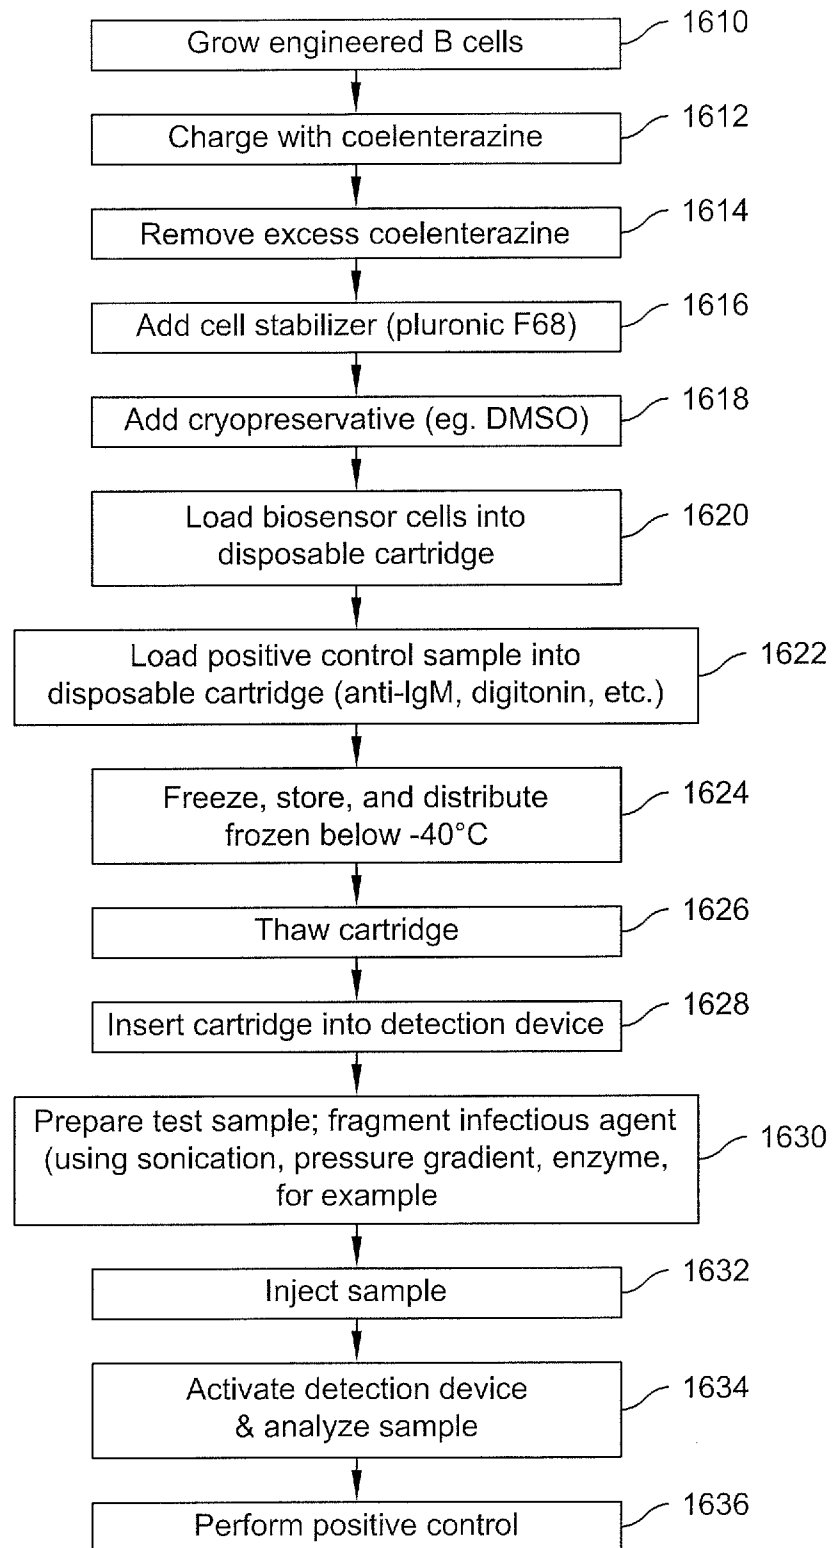 Grow engineered B cells
1610
Charge with coelenterazine
1612
Remove excess coelenterazine
1614
Add cell stabilizer (pluronic F68)
1616
Add cryopreservative (eg. DMSO)
1618
Load biosensor cells into
disposable cartridge
1620
Load positive control sample into
disposable cartridge (anti-IgM, digitonin, etc.)
1622
Freeze, store, and distribute
frozen below -40°C
1624
Thaw cartridge
1626
Insert cartridge into detection device
1628
Prepare test sample; fragment infectious agent
(using sonication, pressure gradient, enzyme,
for example
1630
Inject sample
1632
Activate detection device
& analyze sample
1634
Perform positive control
1636